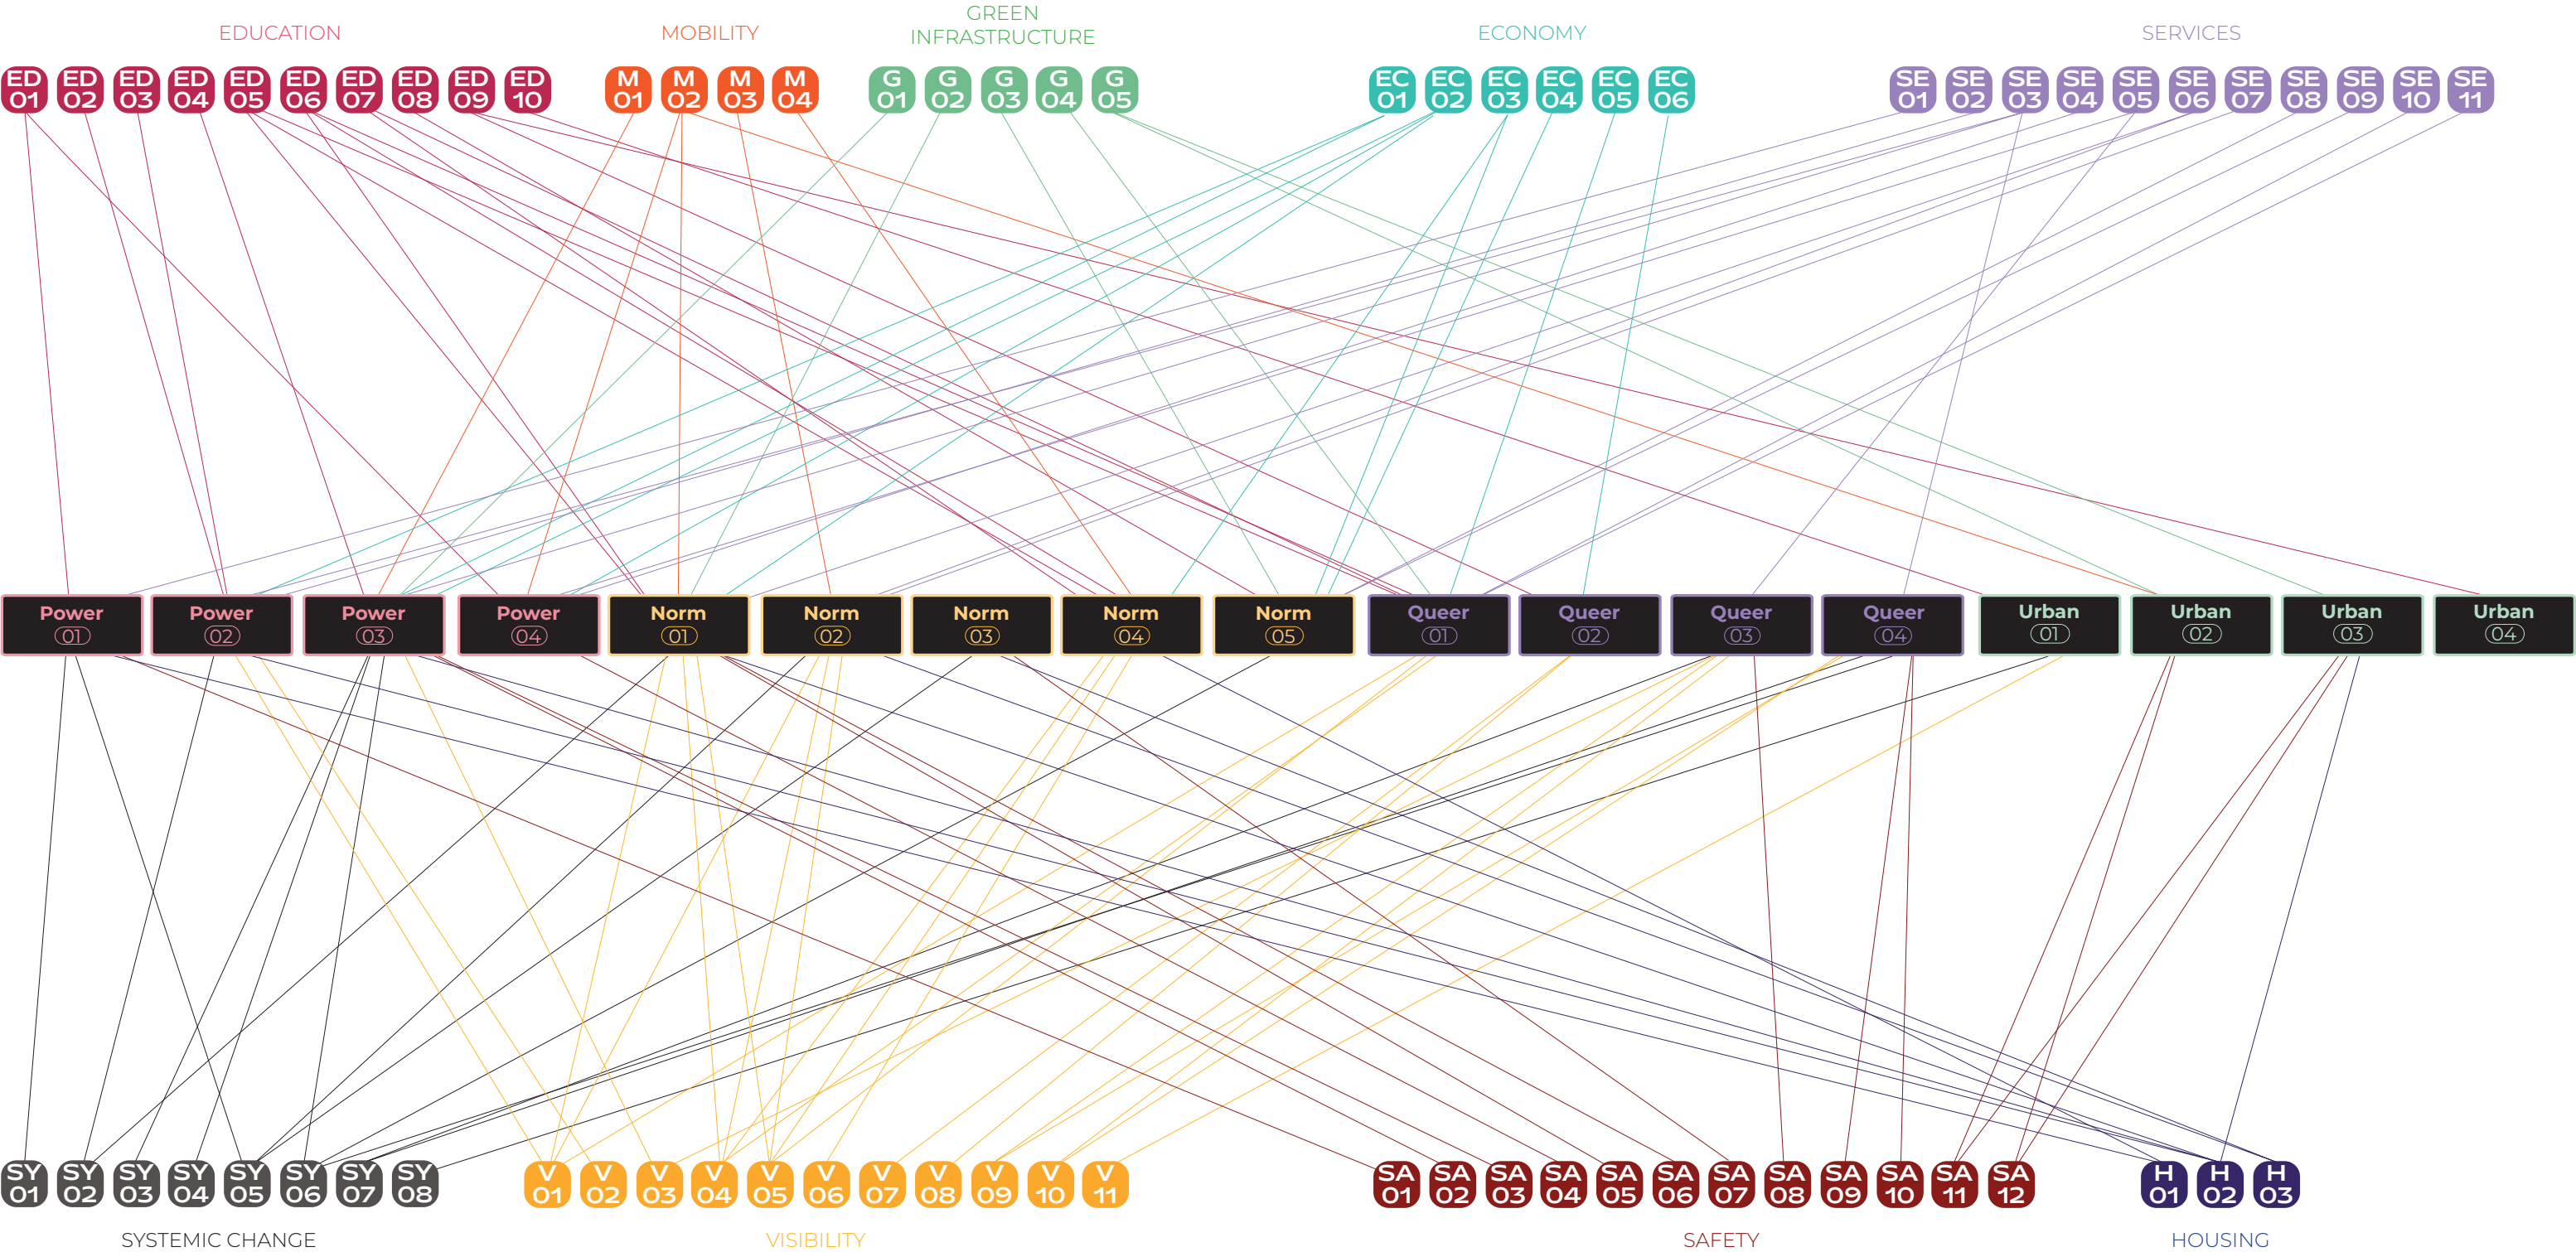 GREEN
EDUCATION MOBILITY INFRASTRUCTURE ECONOMY SERVICES
ED ED ED ED ED ED ED ED ED ED M M M M G G G G G EC EC EC EC EC EC SE SE SE SE SE SE SE SE SE SE SE
01 02 03 04 05 06 07 08 09 10 01 02 03 04 01 02 03 04 05 01 02 03 04 05 06 01 02 03 04 05 06 07 08 09 10 11
Power Power Power Power Norm Norm Norm Norm Norm Queer Queer Queer Queer Urban Urban Urban Urban
01 02 03 04 01 02 03 04 05 01 02 03 04 01 02 03 04
SY SY SY SY SY SY SY SY V V V V V V V V V V V SA SA SA SA SA SA SA SA SA SA SA SA H H H
01 02 03 04 05 06 07 08 01 02 03 04 05 06 07 08 09 10 11 01 02 03 04 05 06 07 08 09 10 11 12 01 02 03
SYSTEMIC CHANGE VISIBILITY SAFETY HOUSING